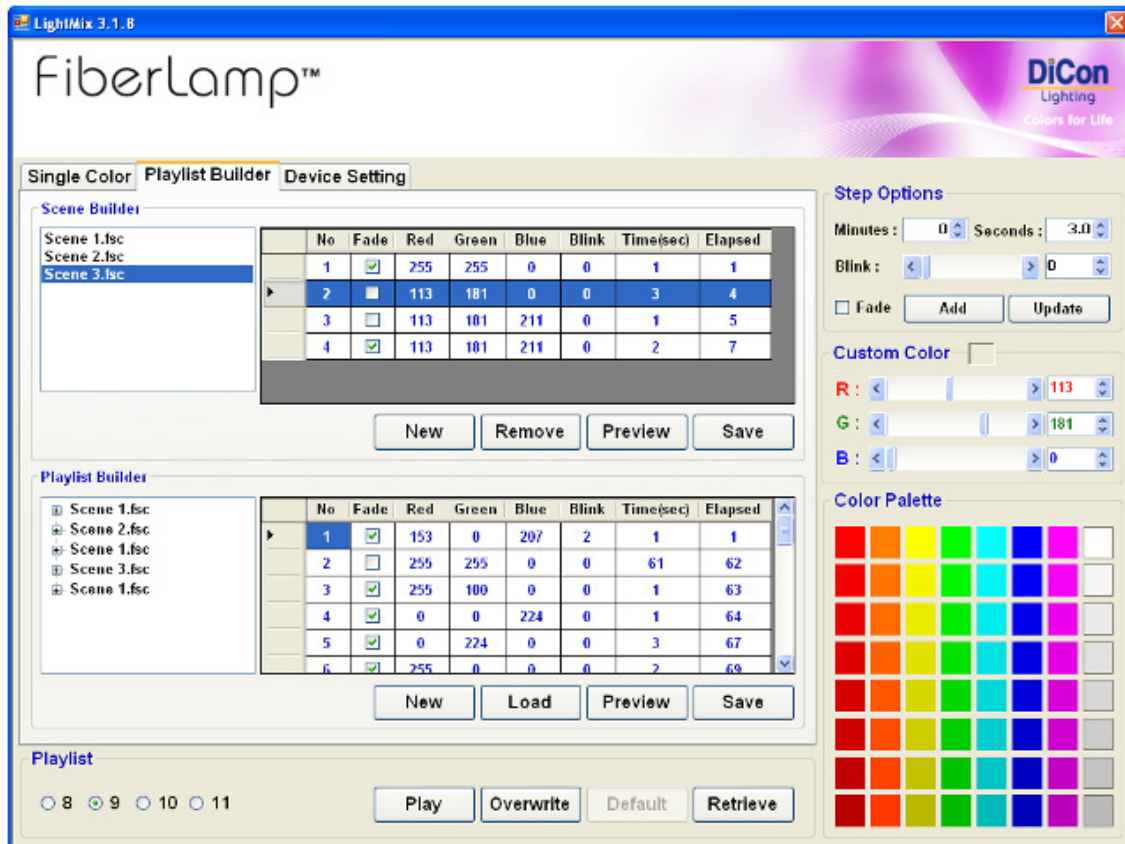 LightMix 3.1.8
FiberLamp™
DiCon
Lighting
Colors for Life
Single Color Playlist Builder Device Setting
Scene Builder
Scene 1.fsc
Scene 2.fsc
Scene 3.fsc
No Fade Red Green Blue Blink Time(sec) Elapsed
1 255 255 0 0 1 1
2 113 181 0 0 3 4
3 113 181 211 0 1 5
4 113 181 211 0 2 7
New Remove Preview Save
Playlist Builder
Scene 1.fsc
Scene 2.fsc
Scene 1.fsc
Scene 3.fsc
Scene 1.fsc
No Fade Red Green Blue Blink Time(sec) Elapsed
1 153 0 207 2 1 1
2 255 255 0 0 61 62
3 255 100 0 0 1 63
4 0 0 224 0 1 64
5 0 224 0 0 3 67
6 255 0 0 0 2 69
New Load Preview Save
Playlist
8 9 10 11
Play Overwrite Default Retrieve
Step Options
Minutes : 0 Seconds : 3.0
Blink : 0
Fade Add Update
Custom Color
R : 113
G : 181
B : 0
Color Palette